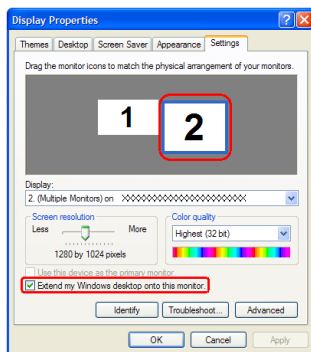 Display Properties
Themes Desktop Screen Saver Appearance Settings
Drag the monitor icons to match the physical arrangement of your monitors.
1 2
Display:
2. (Multiple Monitors) on XXXXXXXXXXXXXXXXXXXXXX
Screen resolution
Less More
1280 by 1024 pixels
Color quality
Highest (32 bit)
Use this device as the primary monitor.
Extend my Windows desktop onto this monitor.
Identify Troubleshoot... Advanced
OK Cancel Apply